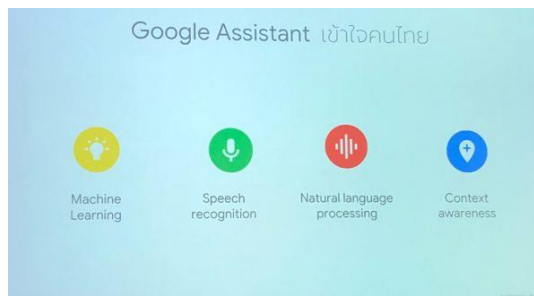 Google Assistant เข้าใจคนไทย
Machine
Learning
Speech
recognition
Natural language
processing
Context
awareness